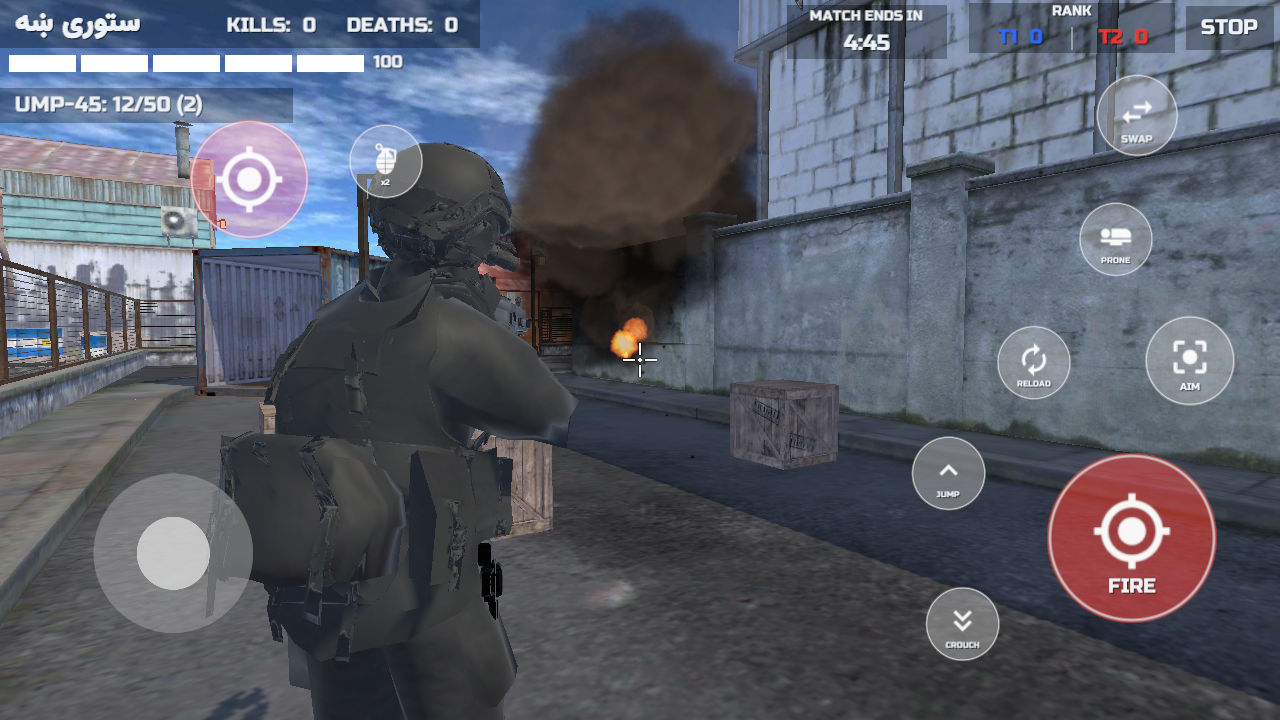 ستوری ښه
KILLS: 0 DEATHS: 0
MATCH ENDS IN
4:45
RANK
T1 0 | T2 0
STOP
100
UMP-45: 12/50 (2)
x2
SWAP
PRONE
RELOAD
AIM
JUMP
FIRE
CROUCH